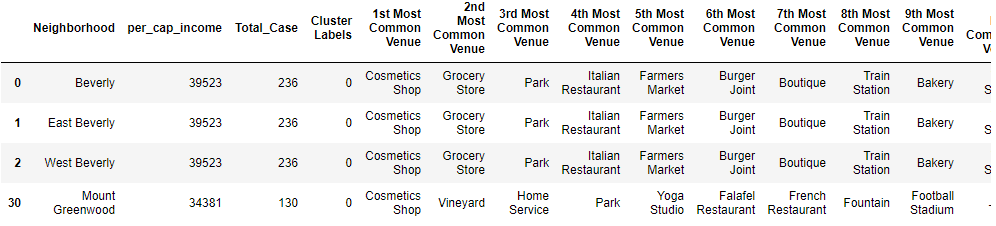 Neighborhood per_cap_income Total_Case Cluster Labels 1st Most Common Venue 2nd Most Common Venue 3rd Most Common Venue 4th Most Common Venue 5th Most Common Venue 6th Most Common Venue 7th Most Common Venue 8th Most Common Venue 9th Most Common Venue
0 Beverly 39523 236 0 Cosmetics Shop Grocery Store Park Italian Restaurant Farmers Market Burger Joint Boutique Train Station Bakery
1 East Beverly 39523 236 0 Cosmetics Shop Grocery Store Park Italian Restaurant Farmers Market Burger Joint Boutique Train Station Bakery
2 West Beverly 39523 236 0 Cosmetics Shop Grocery Store Park Italian Restaurant Farmers Market Burger Joint Boutique Train Station Bakery
30 Mount Greenwood 34381 130 0 Cosmetics Shop Vineyard Home Service Park Yoga Studio Falafel Restaurant French Restaurant Fountain Football Stadium